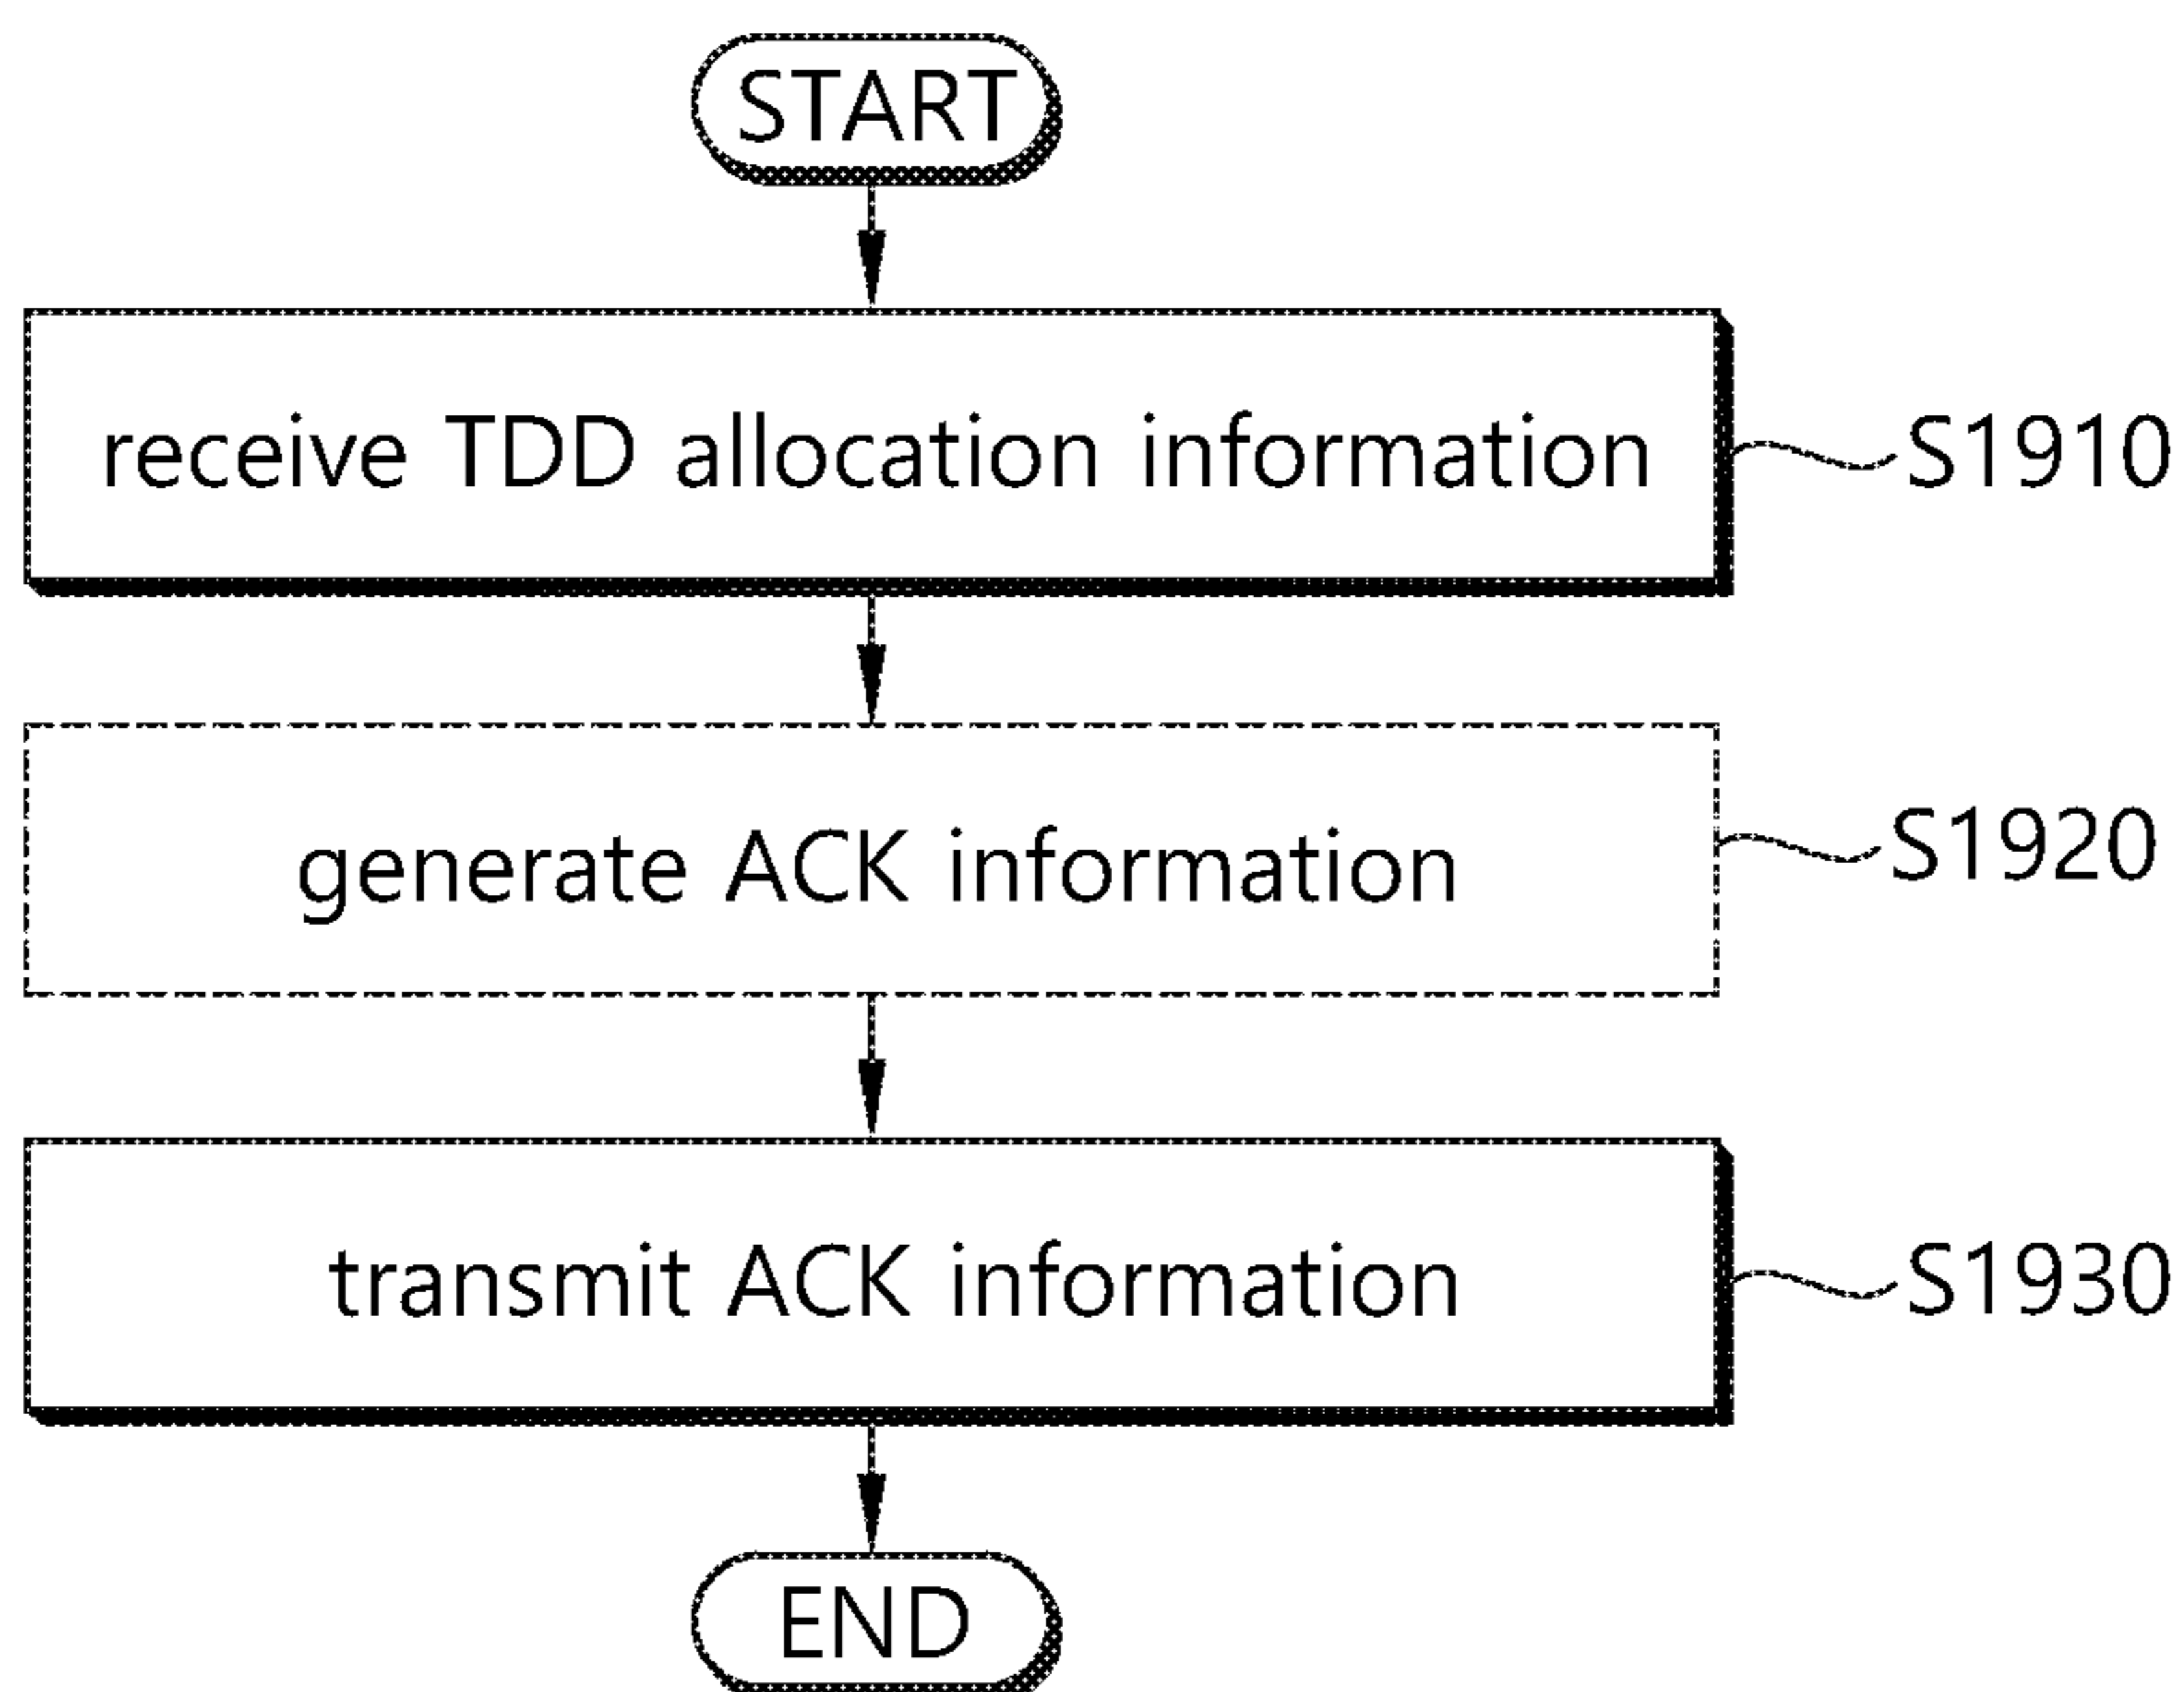 START
receive TDD allocation information
S1910
generate ACK information
S1920
transmit ACK information
S1930
END